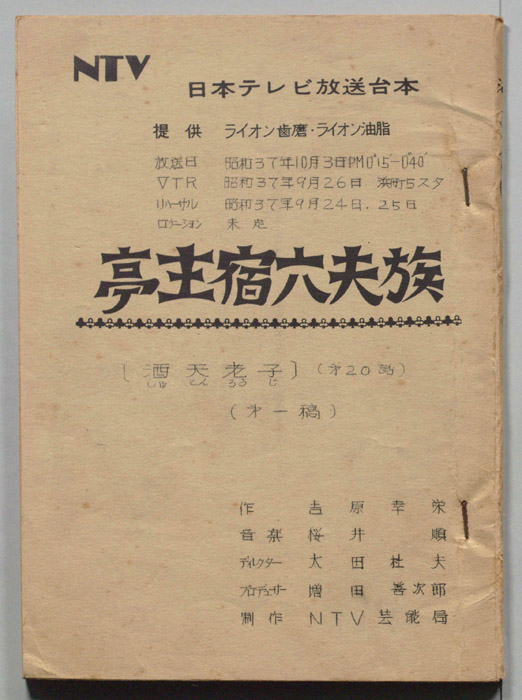 NTV
日本テレビ放送台本
提供 ライオン歯磨・ライオン油脂
放送日 昭和37年10月3日PM1°15′-1°40′
VTR 昭和37年9月26日 浜町5スタ
リハーサル 昭和37年9月24日.25日
ロケーション 未定
亭主宿六夫族
〔酒天老子〕(第20話)
しゅ てん ろう じ
(第一稿)
作 吉原幸栄
音楽 桜井順
ディレクター 太田杜夫
プロデューサー 増田善次郎
制作 NTV芸能局